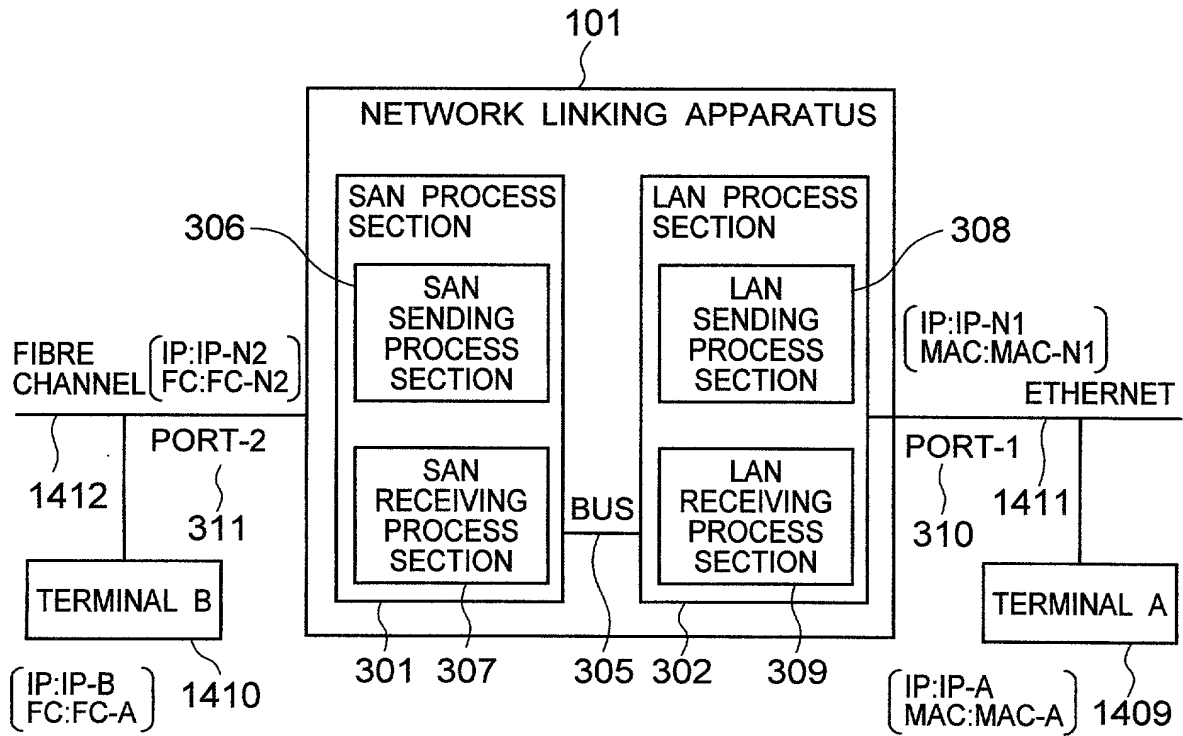 101
NETWORK LINKING APPARATUS
SAN PROCESS
SECTION
LAN PROCESS
SECTION
306
308
SAN
SENDING
PROCESS
SECTION
LAN
SENDING
PROCESS
SECTION
FIBRE
CHANNEL
IP:IP-N2
FC:FC-N2
IP:IP-N1
MAC:MAC-N1
ETHERNET
PORT-2
PORT-1
1412
311
SAN
RECEIVING
PROCESS
SECTION
BUS
LAN
RECEIVING
PROCESS
SECTION
310
1411
TERMINAL B
TERMINAL A
IP:IP-B
FC:FC-A
1410
301
307
305
302
309
IP:IP-A
MAC:MAC-A
1409